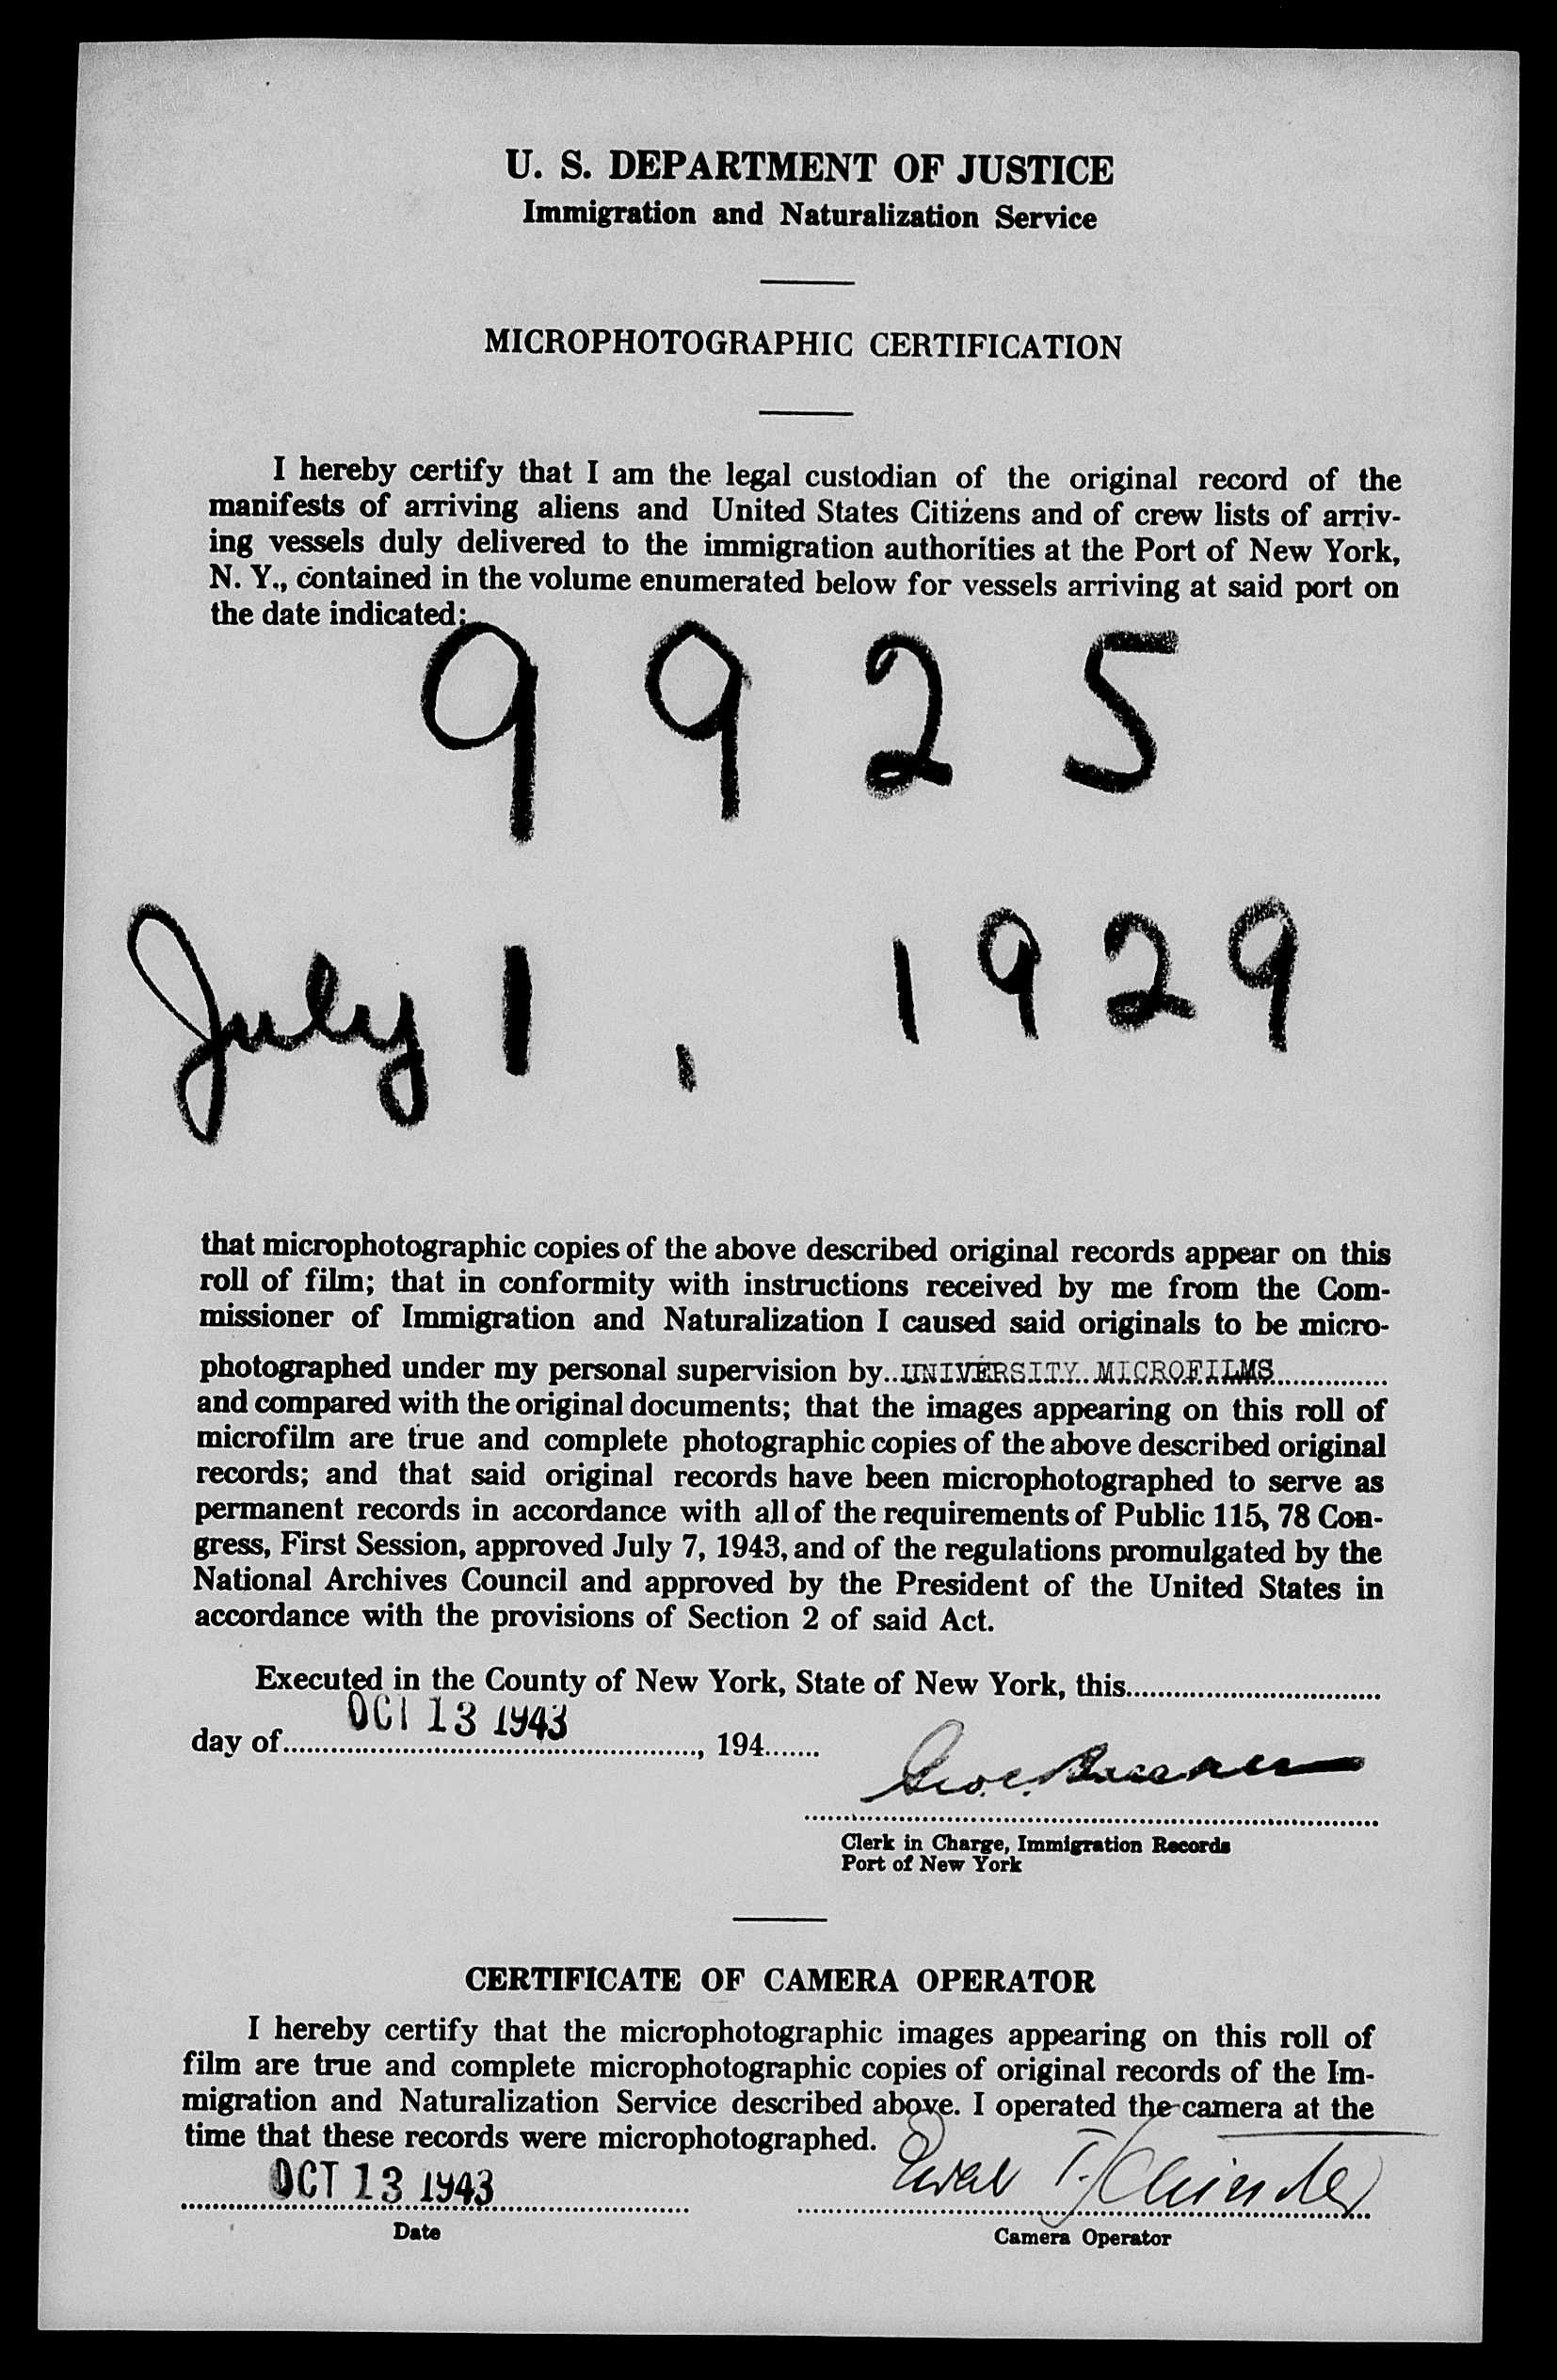 U. S. DEPARTMENT OF JUSTICE
Immigration and Naturalization Service
MICROPHOTOGRAPHIC CERTIFICATION
I hereby certify that I am the legal custodian of the original record of the
manifests of arriving aliens and United States Citizens and of crew lists of arriv-
ing vessels duly delivered to the immigration authorities at the Port of New York,
N. Y., contained in the volume enumerated below for vessels arriving at said port on
the date indicated:
9925
July 1, 1929
that microphotographic copies of the above described original records appear on this
roll of film; that in conformity with instructions received by me from the Com-
missioner of Immigration and Naturalization I caused said originals to be micro-
photographed under my personal supervision by UNIVERSITY MICROFILMS
and compared with the original documents; that the images appearing on this roll of
microfilm are true and complete photographic copies of the above described original
records; and that said original records have been microphotographed to serve as
permanent records in accordance with all of the requirements of Public 115, 78 Con-
gress, First Session, approved July 7, 1943, and of the regulations promulgated by the
National Archives Council and approved by the President of the United States in
accordance with the provisions of Section 2 of said Act.
Executed in the County of New York, State of New York, this
OCT 13 1943
day of , 194
Clerk in Charge, Immigration Records
Port of New York
CERTIFICATE OF CAMERA OPERATOR
I hereby certify that the microphotographic images appearing on this roll of
film are true and complete microphotographic copies of original records of the Im-
migration and Naturalization Service described above. I operated the camera at the
time that these records were microphotographed.
OCT 13 1943
Date
Camera Operator